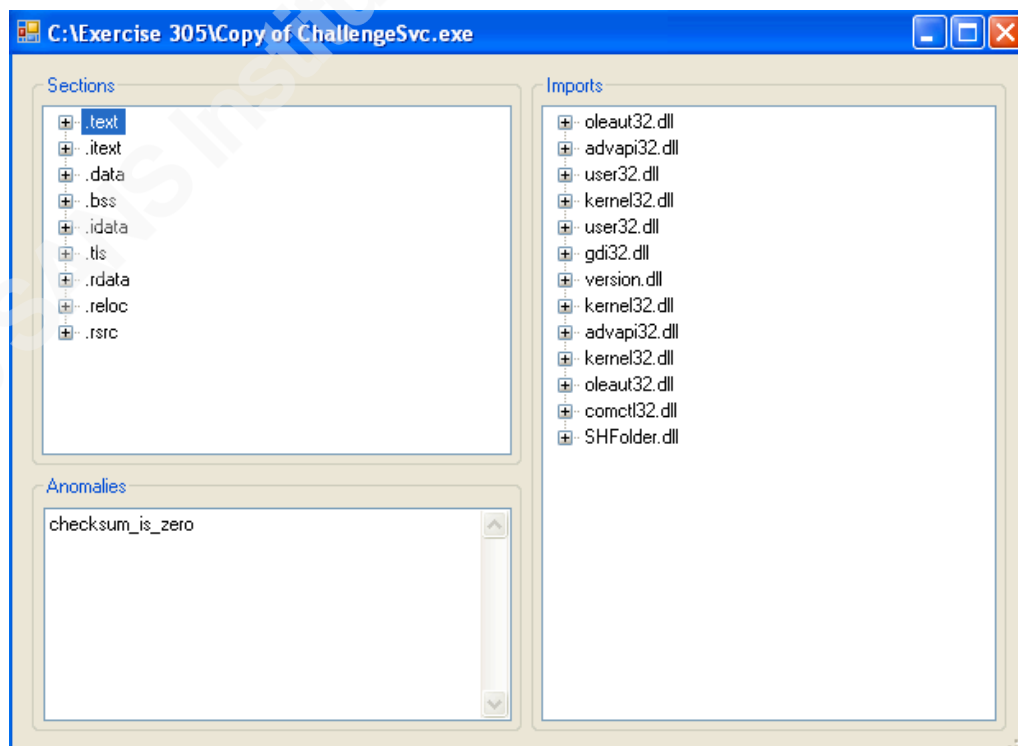 C:\Exercise 305\Copy of ChallengeSvc.exe
Sections
.text
.itext
.data
.bss
.idata
.tls
.rdata
.reloc
.rsrc
Anomalies
checksum_is_zero
Imports
oleaut32.dll
advapi32.dll
user32.dll
kernel32.dll
user32.dll
gdi32.dll
version.dll
kernel32.dll
advapi32.dll
kernel32.dll
oleaut32.dll
comctl32.dll
SHFolder.dll
SANS